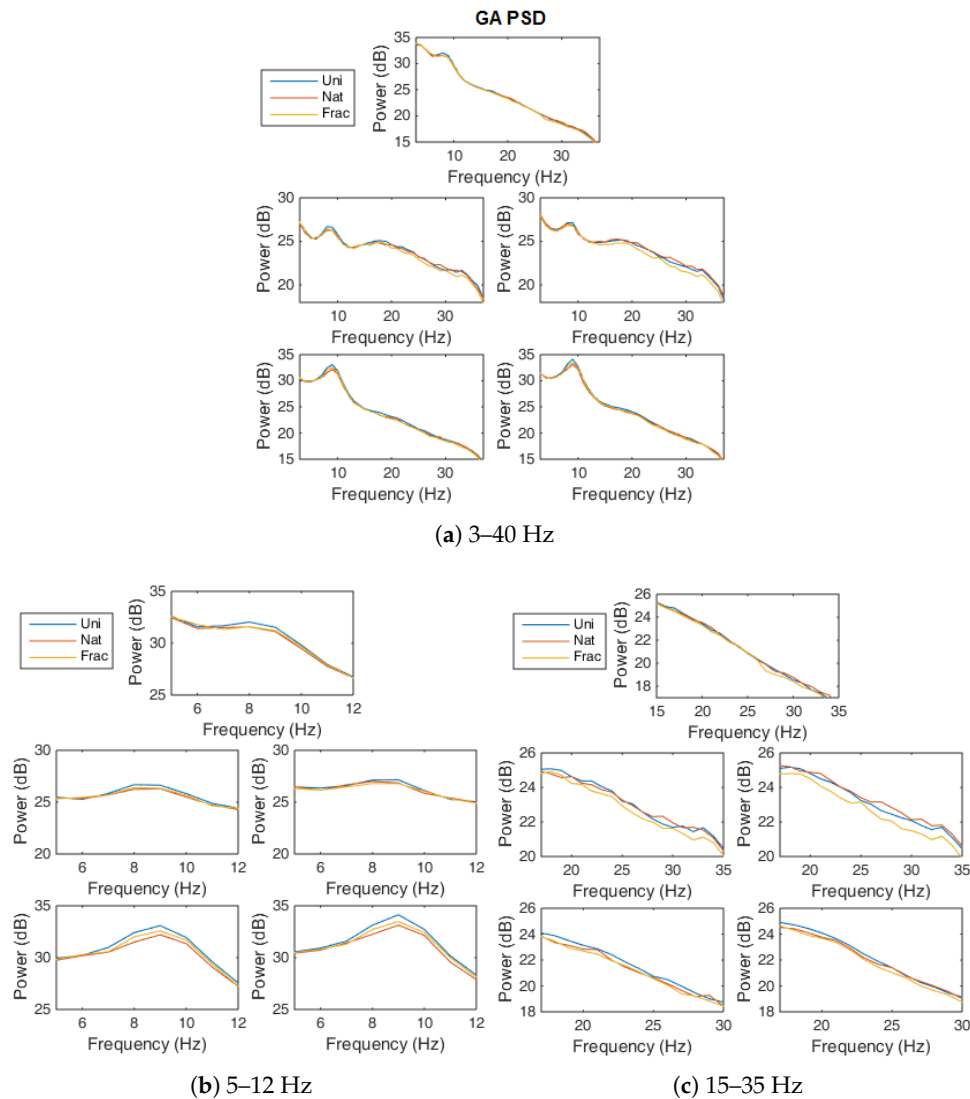 GA PSD
Uni
Nat
Frac
Power (dB)
35
30
25
20
15
10 20 30
Frequency (Hz)
Power (dB)
30
25
20
10 20 30
Frequency (Hz)
Power (dB)
30
25
20
10 20 30
Frequency (Hz)
Power (dB)
35
30
25
20
15
10 20 30
Frequency (Hz)
Power (dB)
35
30
25
20
15
10 20 30
Frequency (Hz)
(a) 3–40 Hz
Uni
Nat
Frac
Power (dB)
35
30
25
6 8 10 12
Frequency (Hz)
Power (dB)
30
25
20
6 8 10 12
Frequency (Hz)
Power (dB)
30
25
20
6 8 10 12
Frequency (Hz)
Power (dB)
35
30
25
6 8 10 12
Frequency (Hz)
Power (dB)
35
30
25
6 8 10 12
Frequency (Hz)
(b) 5–12 Hz
Uni
Nat
Frac
Power (dB)
26
24
22
20
18
15 20 25 30 35
Frequency (Hz)
Power (dB)
26
24
22
20
20 25 30 35
Frequency (Hz)
Power (dB)
26
24
22
20
20 25 30 35
Frequency (Hz)
Power (dB)
26
24
22
20
18
20 25 30
Frequency (Hz)
Power (dB)
26
24
22
20
18
20 25 30
Frequency (Hz)
(c) 15–35 Hz